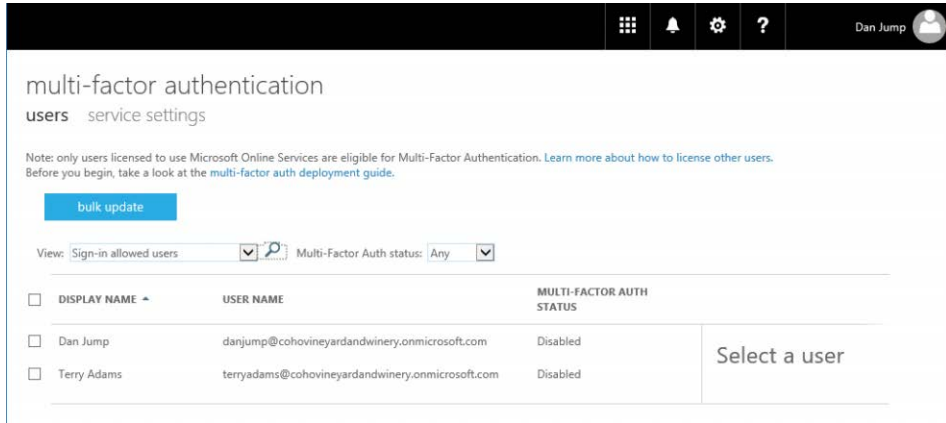 ?
Dan Jump
multi-factor authentication
users service settings
Note: only users licensed to use Microsoft Online Services are eligible for Multi-Factor Authentication. Learn more about how to license other users.
Before you begin, take a look at the multi-factor auth deployment guide.
bulk update
View: Sign-in allowed users Multi-Factor Auth status: Any
DISPLAY NAME USER NAME MULTI-FACTOR AUTH
STATUS
Dan Jump danjump@cohovineyardandwinery.onmicrosoft.com Disabled
Select a user
Terry Adams terryadams@cohovineyardandwinery.onmicrosoft.com Disabled